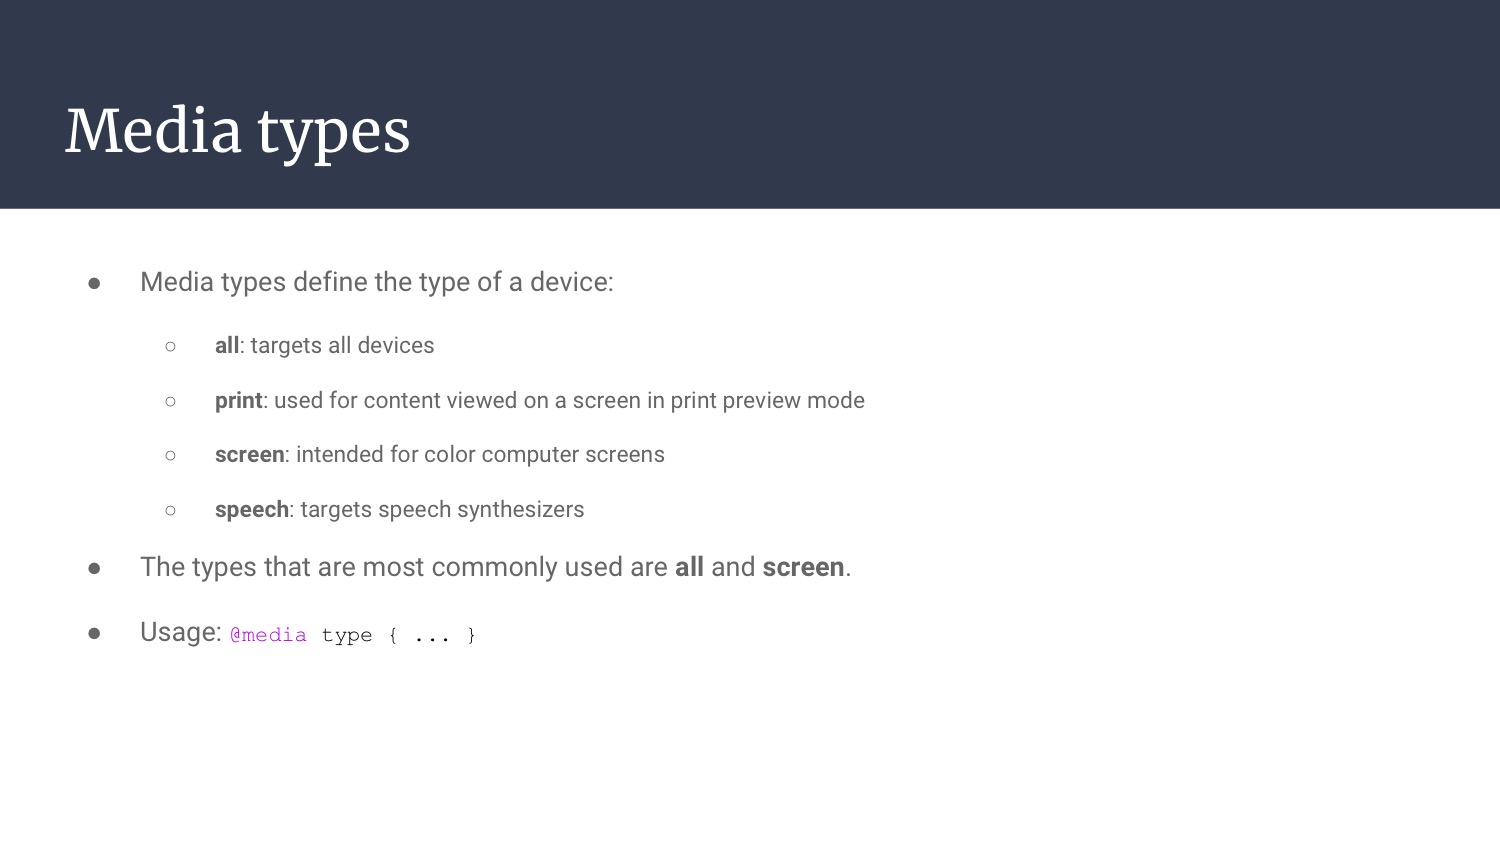 Media types
● Media types define the type of a device:
○ all: targets all devices
○ print: used for content viewed on a screen in print preview mode
○ screen: intended for color computer screens
○ speech: targets speech synthesizers
● The types that are most commonly used are all and screen.
● Usage: @media type { ... }